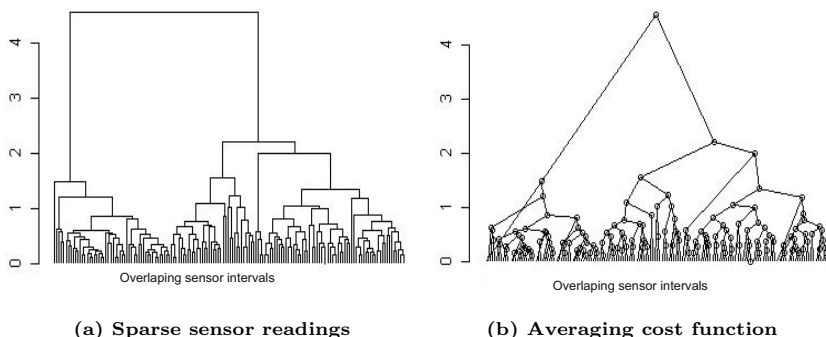 4
3
2
1
0
Overlaping sensor intervals
(a) Sparse sensor readings
4
3
2
1
0
Overlaping sensor intervals
(b) Averaging cost function